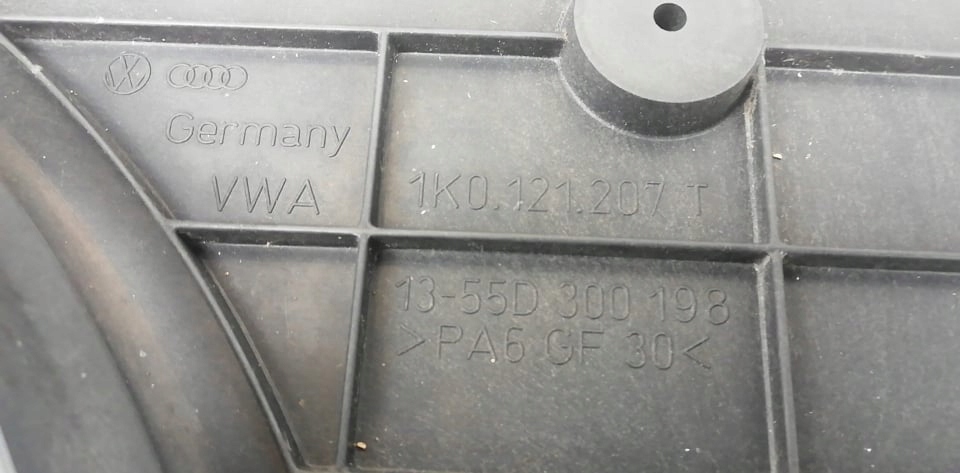 Germany
VWA
1K0.121.207 T
13-55D 300 198
>PA6 GF 30<